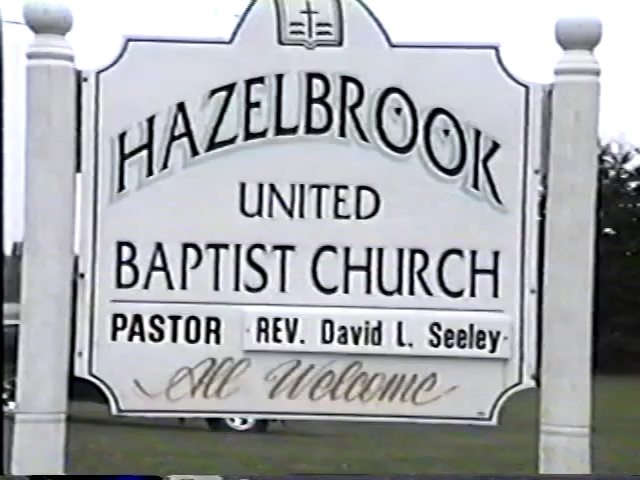 HAZELBROOK
UNITED
BAPTIST CHURCH
PASTOR REV. David L. Seeley
All Welcome